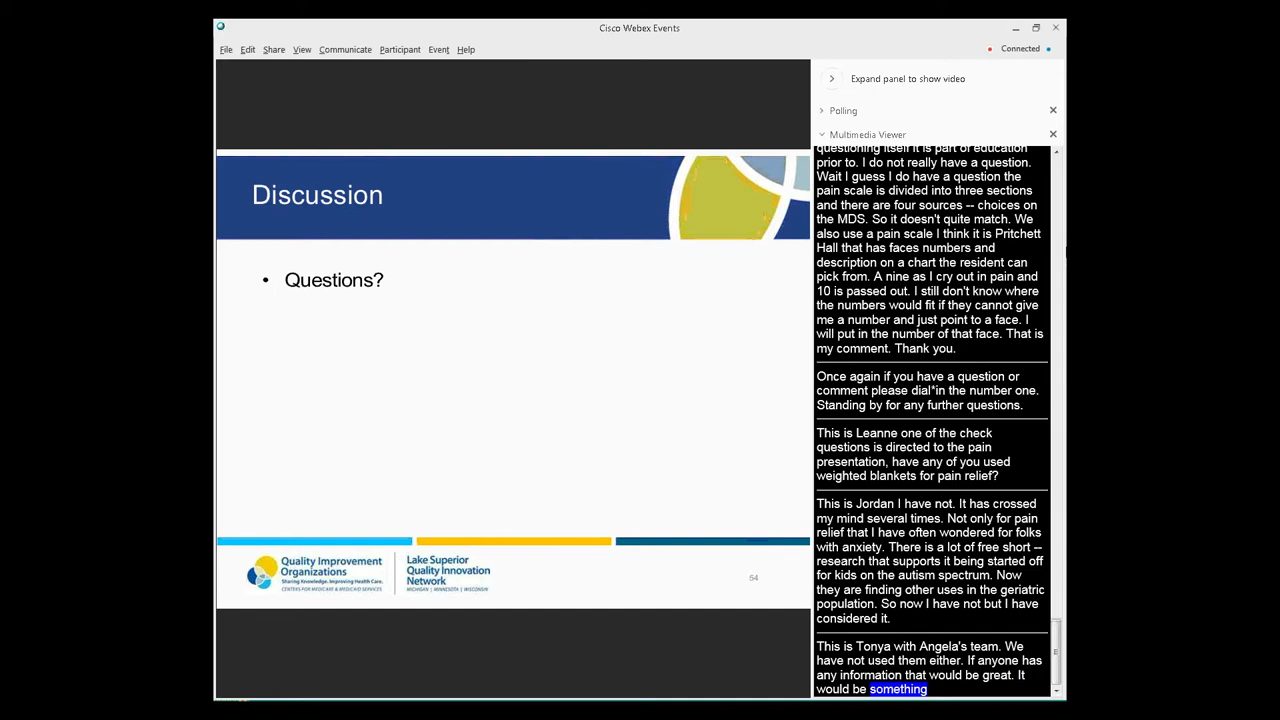 Cisco Webex Events
File Edit Share View Communicate Participant Event Help
Connected
Expand panel to show video
Polling
Multimedia Viewer
Discussion
• Questions?
Quality Improvement
Organizations
Sharing Knowledge. Improving Health Care.
CENTERS FOR MEDICARE & MEDICAID SERVICES
Lake Superior
Quality Innovation
Network
MICHIGAN | MINNESOTA | WISCONSIN
54
questioning itself it is part of education
prior to. I do not really have a question.
Wait I guess I do have a question the
pain scale is divided into three sections
and there are four sources -- choices on
the MDS. So it doesn't quite match. We
also use a pain scale I think it is Pritchett
Hall that has faces numbers and
description on a chart the resident can
pick from. A nine as I cry out in pain and
10 is passed out. I still don't know where
the numbers would fit if they cannot give
me a number and just point to a face. I
will put in the number of that face. That is
my comment. Thank you.
Once again if you have a question or
comment please dial*in the number one.
Standing by for any further questions.
This is Leanne one of the check
questions is directed to the pain
presentation, have any of you used
weighted blankets for pain relief?
This is Jordan I have not. It has crossed
my mind several times. Not only for pain
relief that I have often wondered for folks
with anxiety. There is a lot of free short --
research that supports it being started off
for kids on the autism spectrum. Now
they are finding other uses in the geriatric
population. So now I have not but I have
considered it.
This is Tonya with Angela's team. We
have not used them either. If anyone has
any information that would be great. It
would be something